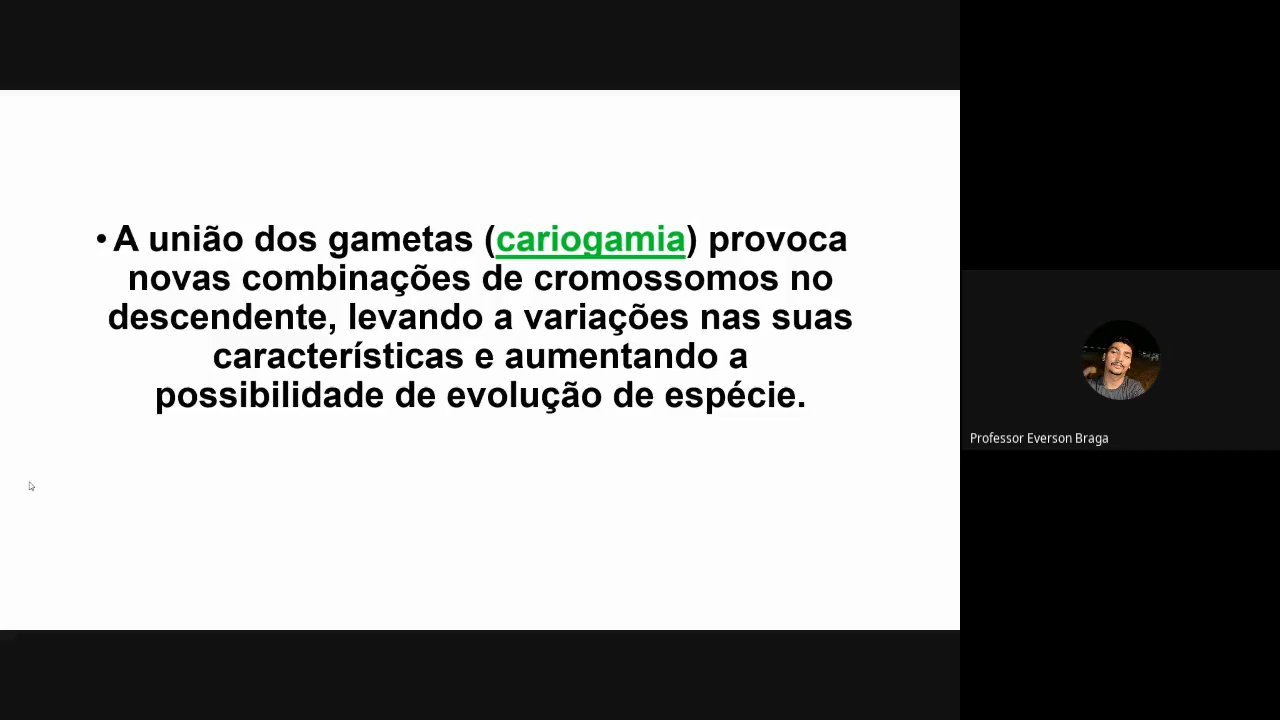 • A união dos gametas (cariogamia) provoca
novas combinações de cromossomos no
descendente, levando a variações nas suas
características e aumentando a
possibilidade de evolução de espécie.
Professor Everson Braga